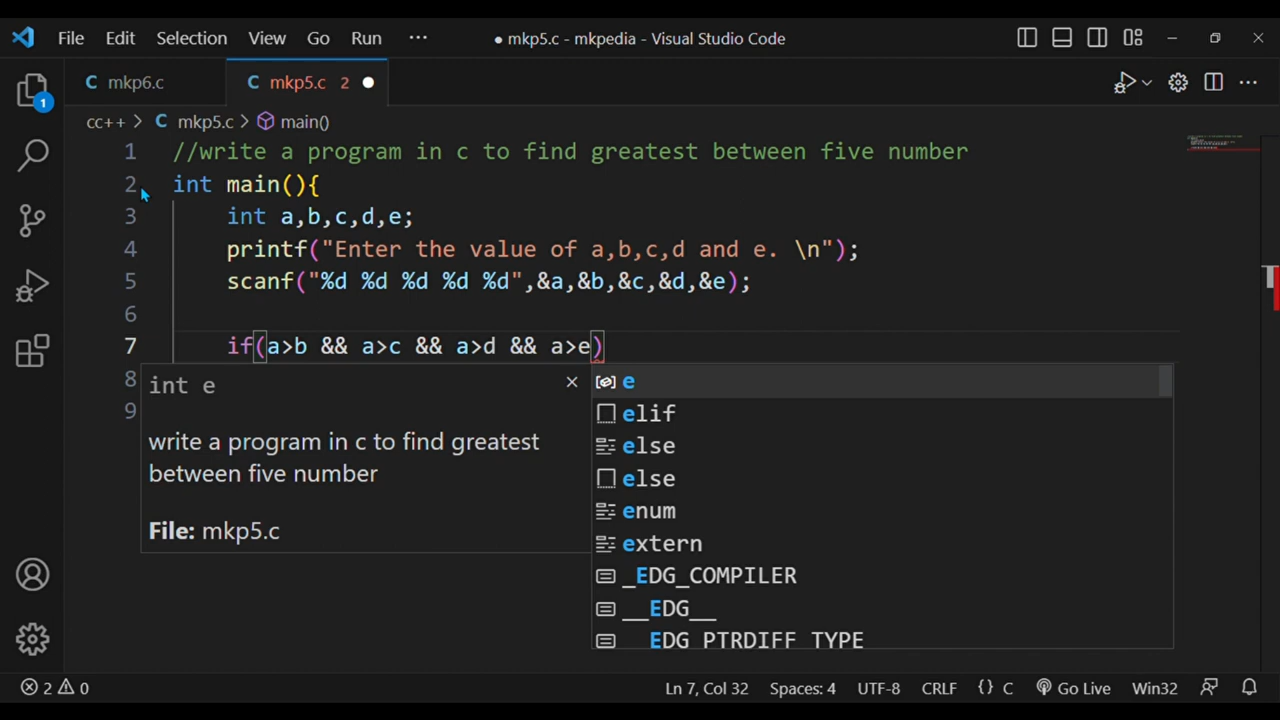 File Edit Selection View Go Run ··· ● mkp5.c - mkpedia - Visual Studio Code
C mkp6.c C mkp5.c 2 ●
cc++ > C mkp5.c > main()
1 //write a program in c to find greatest between five number
2 int main(){
3 int a,b,c,d,e;
4 printf("Enter the value of a,b,c,d and e. \n");
5 scanf("%d %d %d %d %d",&a,&b,&c,&d,&e);
6
7 if(a>b && a>c && a>d && a>e)
8
9
1
int e
write a program in c to find greatest
between five number
File: mkp5.c
e
elif
else
else
enum
extern
_EDG_COMPILER
__EDG__
__EDG_PTRDIFF_TYPE
2 0 Ln 7, Col 32 Spaces: 4 UTF-8 CRLF {} C Go Live Win32